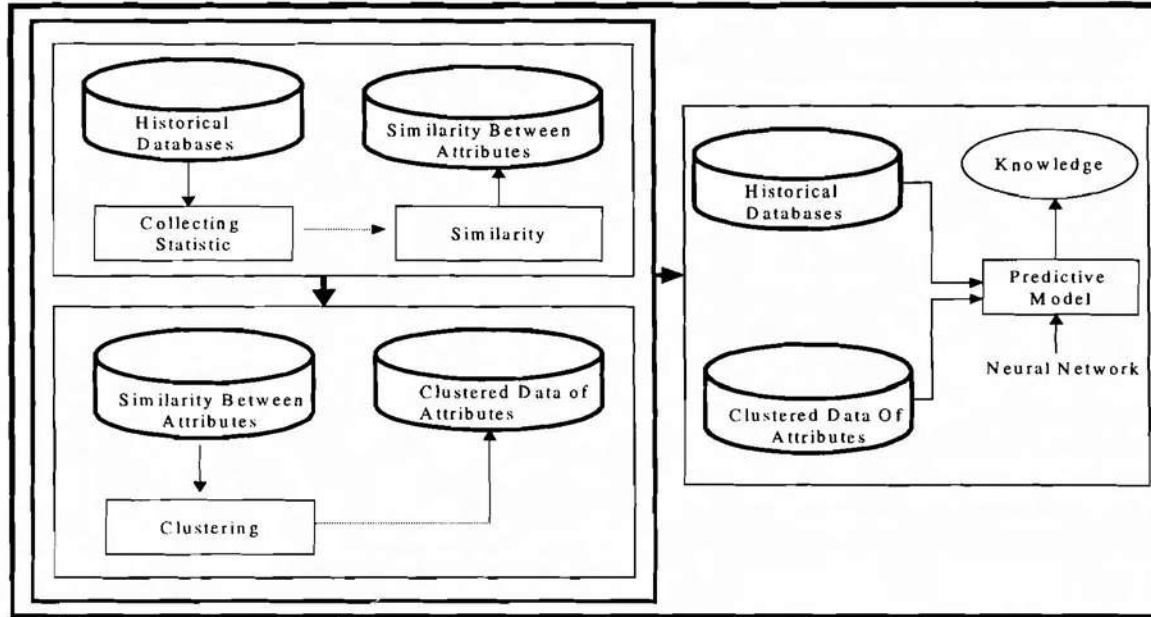 Historical
Databases
Collecting
Statistic
Similarity Between
Attributes
Similarity
Similarity Between
Attributes
Clustering
Clustered Data of
Attributes
Historical
Databases
Clustered Data Of
Attributes
Knowledge
Predictive
Model
Neural Network